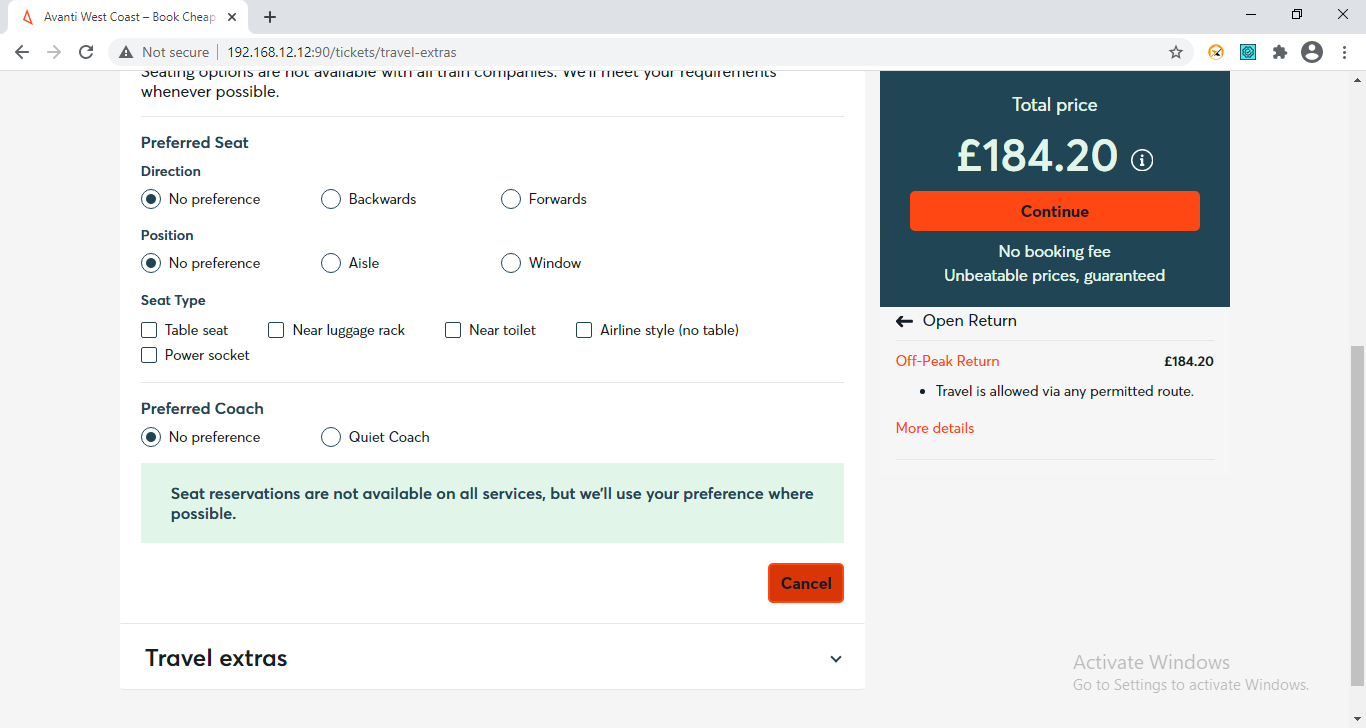 Avanti West Coast – Book Cheap
Not secure
192.168.12.12:90/tickets/travel-extras
Seating options are not available with all train companies. We'll meet your requirements
whenever possible.
Preferred Seat
Direction
No preference Backwards Forwards
Position
No preference Aisle Window
Seat Type
Table seat Near luggage rack Near toilet Airline style (no table)
Power socket
Preferred Coach
No preference Quiet Coach
Seat reservations are not available on all services, but we'll use your preference where
possible.
Cancel
Travel extras
Total price
£184.20
Continue
No booking fee
Unbeatable prices, guaranteed
Open Return
Off-Peak Return £184.20
• Travel is allowed via any permitted route.
More details
Activate Windows
Go to Settings to activate Windows.